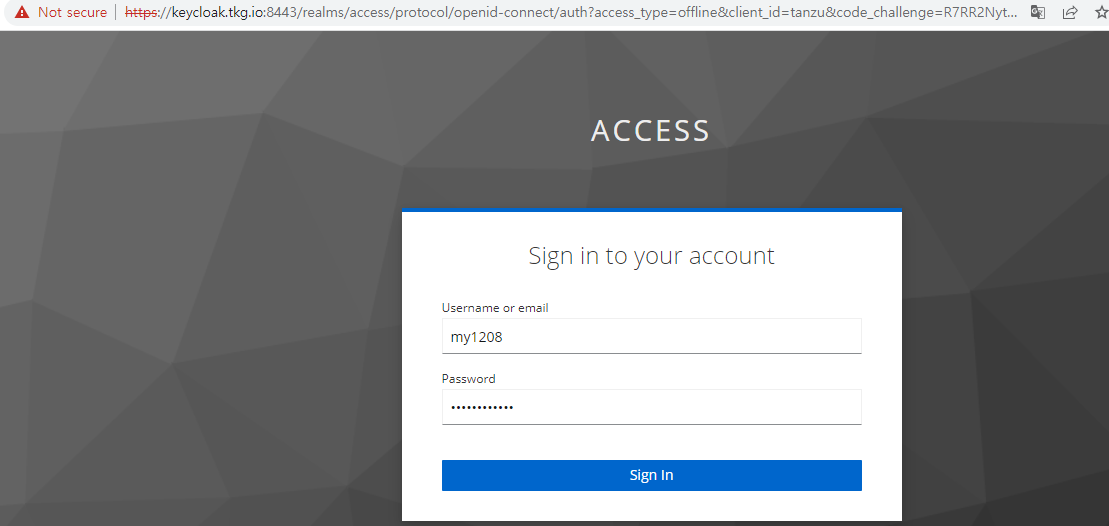 Not secure | https://keycloak.tkg.io:8443/realms/access/protocol/openid-connect/auth?access_type=offline&client_id=tanzu&code_challenge=R7RR2Nyt...
ACCESS
Sign in to your account
Username or email
my1208
Password
••••••••••••
Sign In